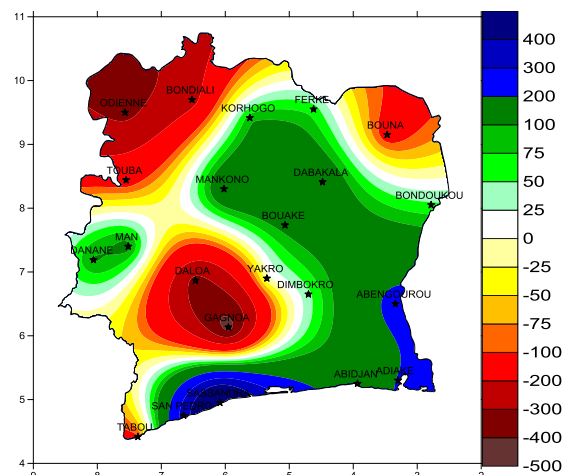 11
10
9
8
7
6
5
4
9
8
7
6
5
4
3
2
ODIENNE
BONDIALI
KORHOGO
FERKE
BOUNA
TOUBA
MANKONO
DABAKALA
BONDOUKOU
BOUAKE
MAN
DANANE
DALOA
YAKRO
DIMBOKRO
ABENGOUROU
GAGNOA
ABIDJAN
ADIAKE
SASSANDRA
SAN PEDRO
TABOU
400
300
200
100
75
50
25
0
-25
-50
-75
-100
-200
-300
-400
-500